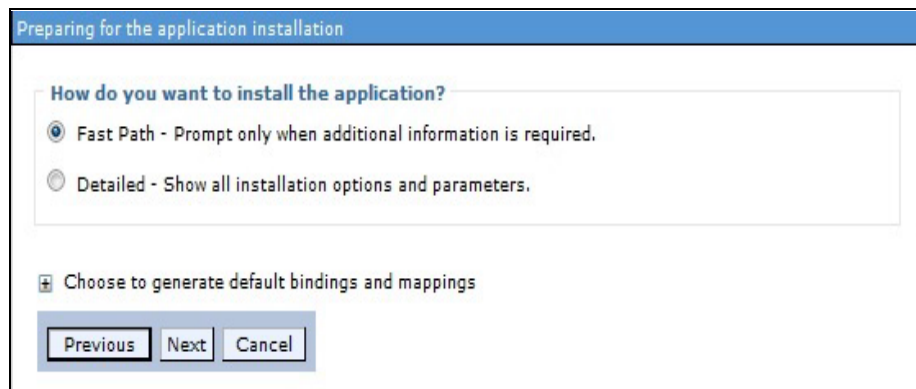 Preparing for the application installation
How do you want to install the application?
Fast Path - Prompt only when additional information is required.
Detailed - Show all installation options and parameters.
Choose to generate default bindings and mappings
Previous Next Cancel